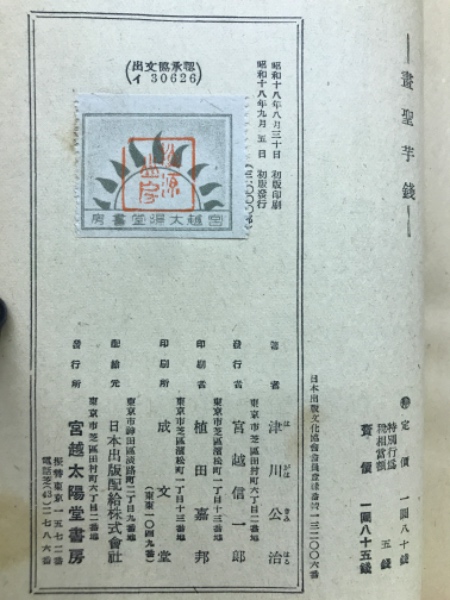 畫聖芋錢
定價 一圓八十錢
特別行爲税相當額 五錢
賣價 一圓八十五錢
日本出版文化協會會員登錄番號一三二〇〇六番
昭和十八年八月三十日 初版印刷
昭和十八年九月五日 初版發行
出文協承認
イ30626
宮越太陽堂書房
著者 津川公治
東京市芝區田村町六丁目二番地
發行者 宮越信一郎
東京市芝區濱松町一丁目十三番地
印刷者 植田嘉邦
東京市芝區濱松町一丁目十三番地
印刷所 成文堂
(東東一〇四九番)
東京市神田區淡路町二丁目九番地
配給元 日本出版配給株式會社
東京市芝區田村町六丁目二番地
發行所 宮越太陽堂書房
振替東京一五七二番
電話芝(43)二七八六番